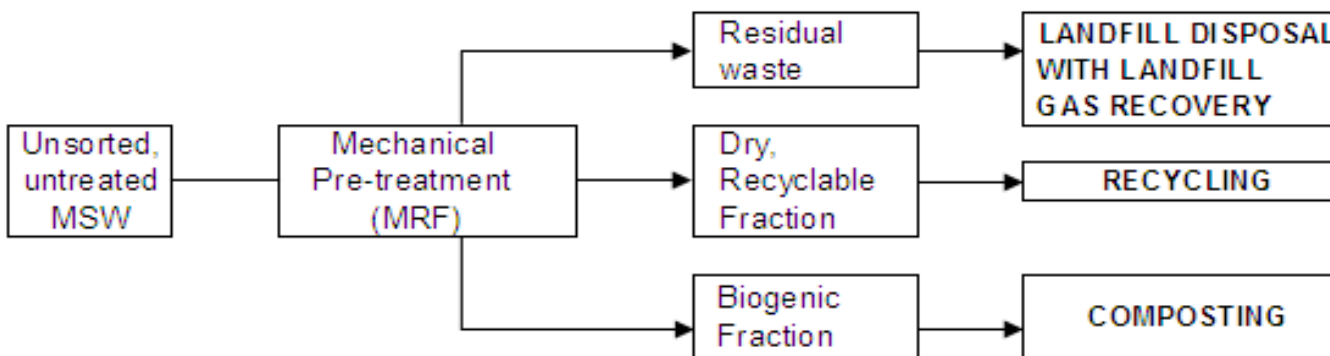 Unsorted,
untreated
MSW
Mechanical
Pre-treatment
(MRF)
Residual
waste
LANDFILL DISPOSAL
WITH LANDFILL
GAS RECOVERY
Dry,
Recyclable
Fraction
RECYCLING
Biogenic
Fraction
COMPOSTING